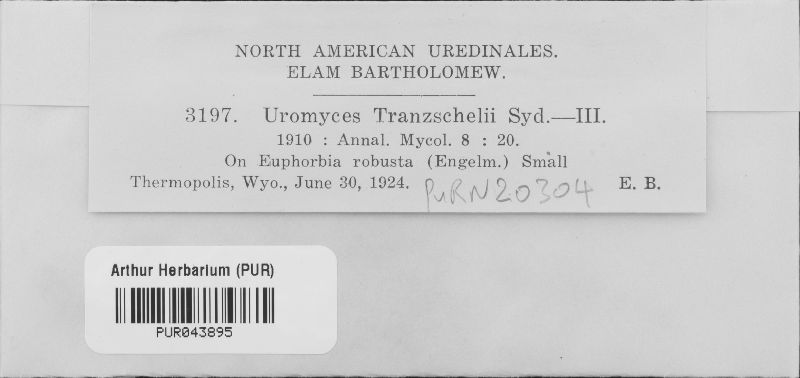 NORTH AMERICAN UREDINALES.
ELAM BARTHOLOMEW.
3197. Uromyces Tranzschelii Syd.—III.
1910 : Annal. Mycol. 8 : 20.
On Euphorbia robusta (Engelm.) Small
Thermopolis, Wyo., June 30, 1924. PURN20304 E. B.
Arthur Herbarium (PUR)
PUR043895